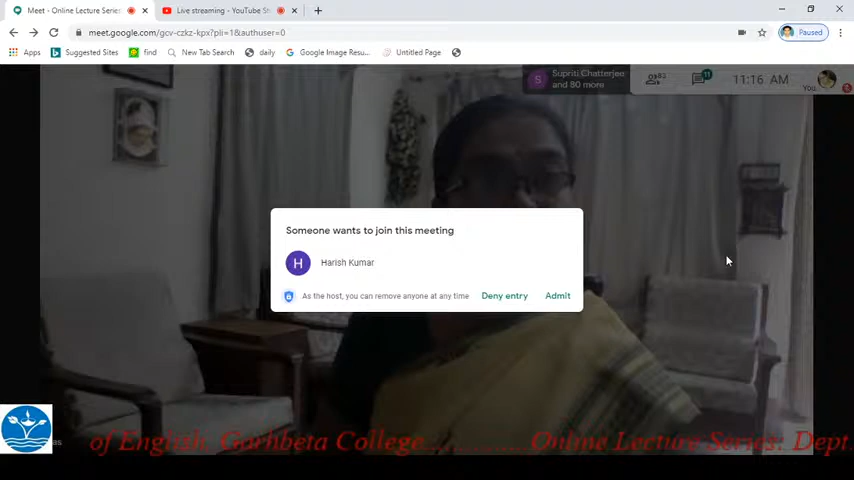 Meet - Online Lecture Series:
Live streaming - YouTube St
meet.google.com/gcv-czkz-kpx?pli=1&authuser=0
Paused
Apps
Suggested Sites
find
New Tab Search
daily
Google Image Resu...
Untitled Page
S
Supriti Chatterjee
and 80 more
83
11
11:16 AM
You
Someone wants to join this meeting
H
Harish Kumar
As the host, you can remove anyone at any time
Deny entry
Admit
of English. Garhbeta College...............Online Lecture Series: Dept.